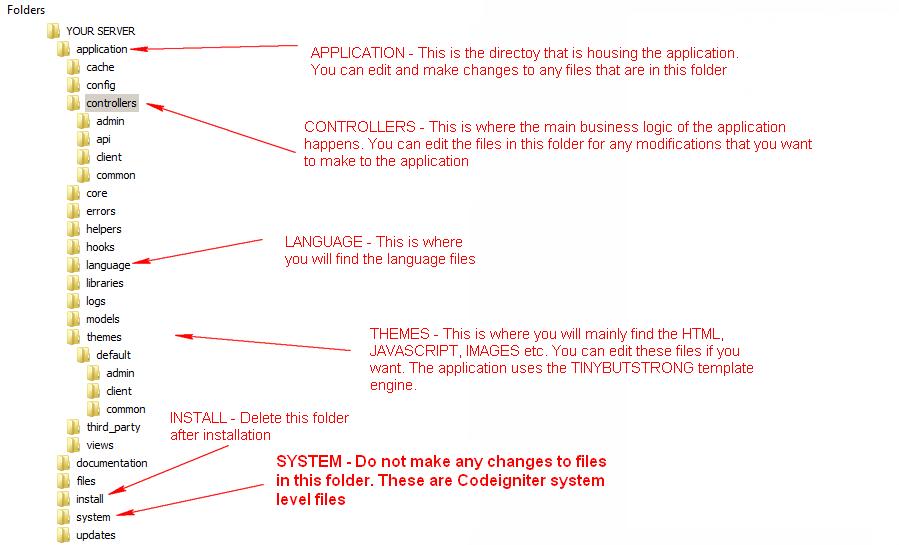 Folders
YOUR SERVER
application
APPLICATION - This is the directoy that is housing the application.
You can edit and make changes to any files that are in this folder
cache
config
controllers
CONTROLLERS - This is where the main business logic of the application
happens. You can edit the files in this folder for any modifications that you want
to make to the application
admin
api
client
common
core
errors
helpers
hooks
LANGUAGE - This is where
you will find the language files
language
libraries
logs
models
themes
THEMES - This is where you will mainly find the HTML,
JAVASCRIPT, IMAGES etc. You can edit these files if you
want. The application uses the TINYBUTSTRONG template
engine.
default
admin
client
common
third_party
views
INSTALL - Delete this folder
after installation
documentation
files
install
system
SYSTEM - Do not make any changes to files
in this folder. These are Codeigniter system
level files
updates